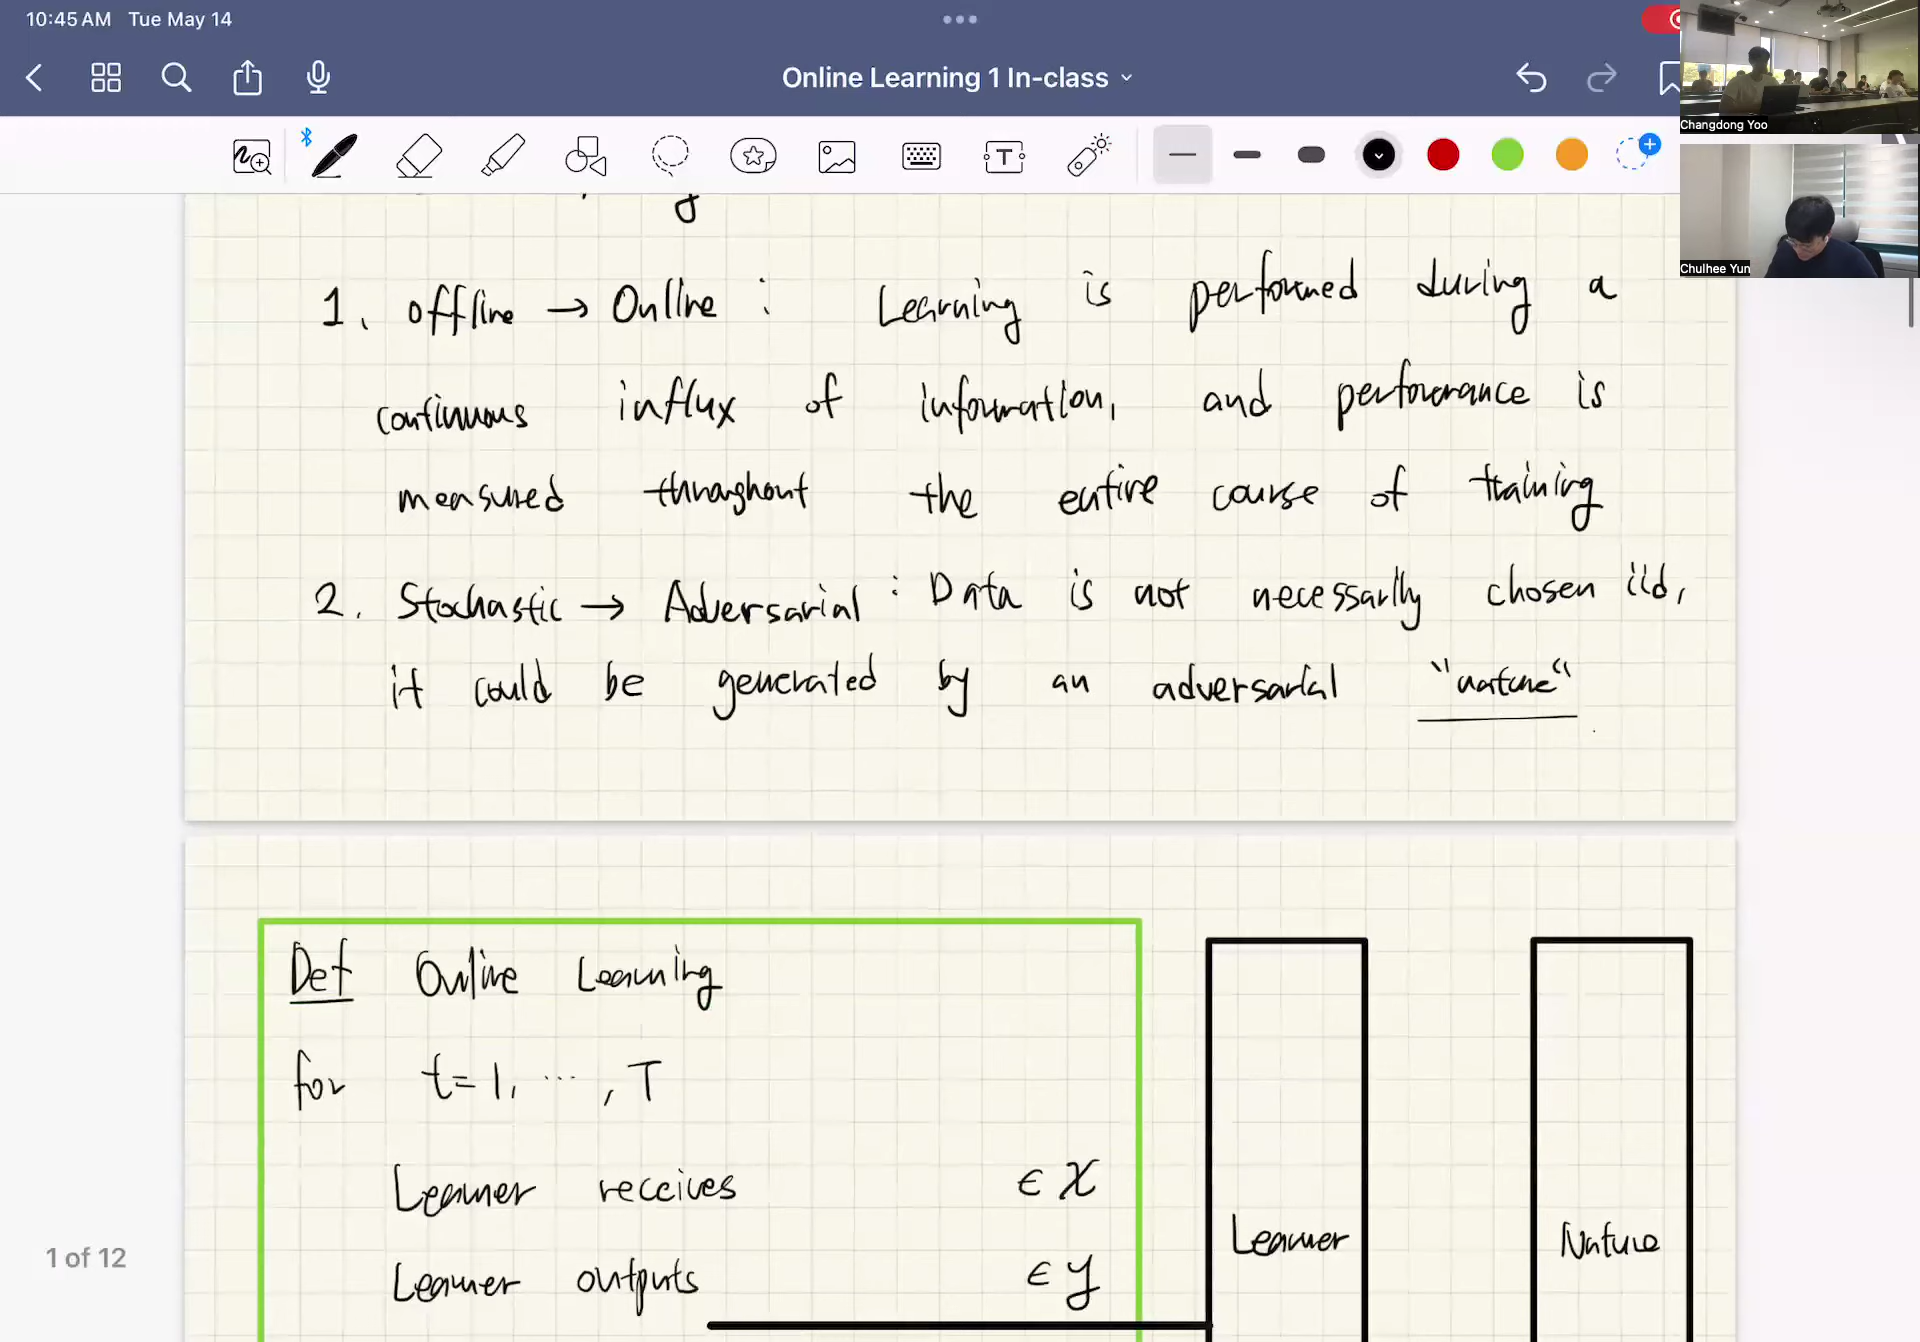 10:45 AM Tue May 14
Online Learning 1 In-class
Changdong Yoo
Chulhee Yun
1. Offline → Online : Learning is performed during a
continuous influx of information, and performance is
measured throughout the entire course of training
2. Stochastic → Adversarial : Data is not necessarily chosen iid,
it could be generated by an adversarial "nature"
Def Online Learning
for t=1, ⋯, T
Learner receives ∈ X
Learner outputs ∈ Y
Learner
Nature
1 of 12